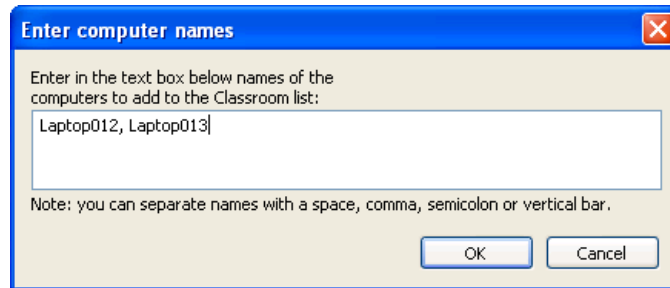 Enter computer names
Enter in the text box below names of the
computers to add to the Classroom list:
Laptop012, Laptop013
Note: you can separate names with a space, comma, semicolon or vertical bar.
OK Cancel